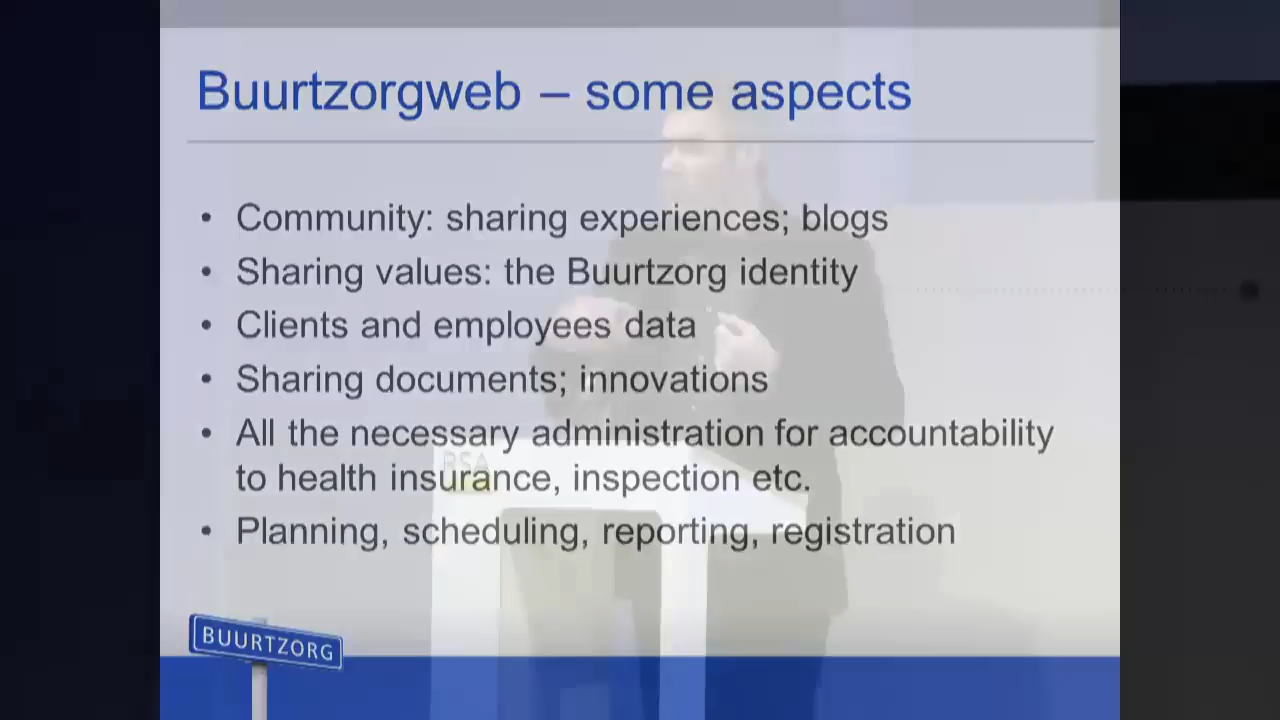 Buurtzorgweb – some aspects
• Community: sharing experiences; blogs
• Sharing values: the Buurtzorg identity
• Clients and employees data
• Sharing documents; innovations
• All the necessary administration for accountability
to health insurance, inspection etc.
• Planning, scheduling, reporting, registration
RSA
BUURTZORG